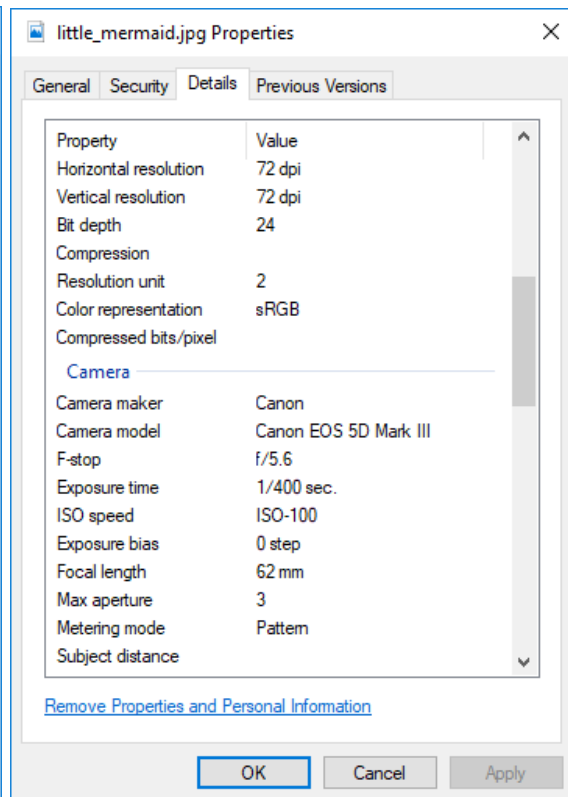 little_mermaid.jpg Properties
General Security Details Previous Versions
Property Value
Horizontal resolution 72 dpi
Vertical resolution 72 dpi
Bit depth 24
Compression
Resolution unit 2
Color representation sRGB
Compressed bits/pixel
Camera
Camera maker Canon
Camera model Canon EOS 5D Mark III
F-stop f/5.6
Exposure time 1/400 sec.
ISO speed ISO-100
Exposure bias 0 step
Focal length 62 mm
Max aperture 3
Metering mode Pattern
Subject distance
Remove Properties and Personal Information
OK Cancel Apply